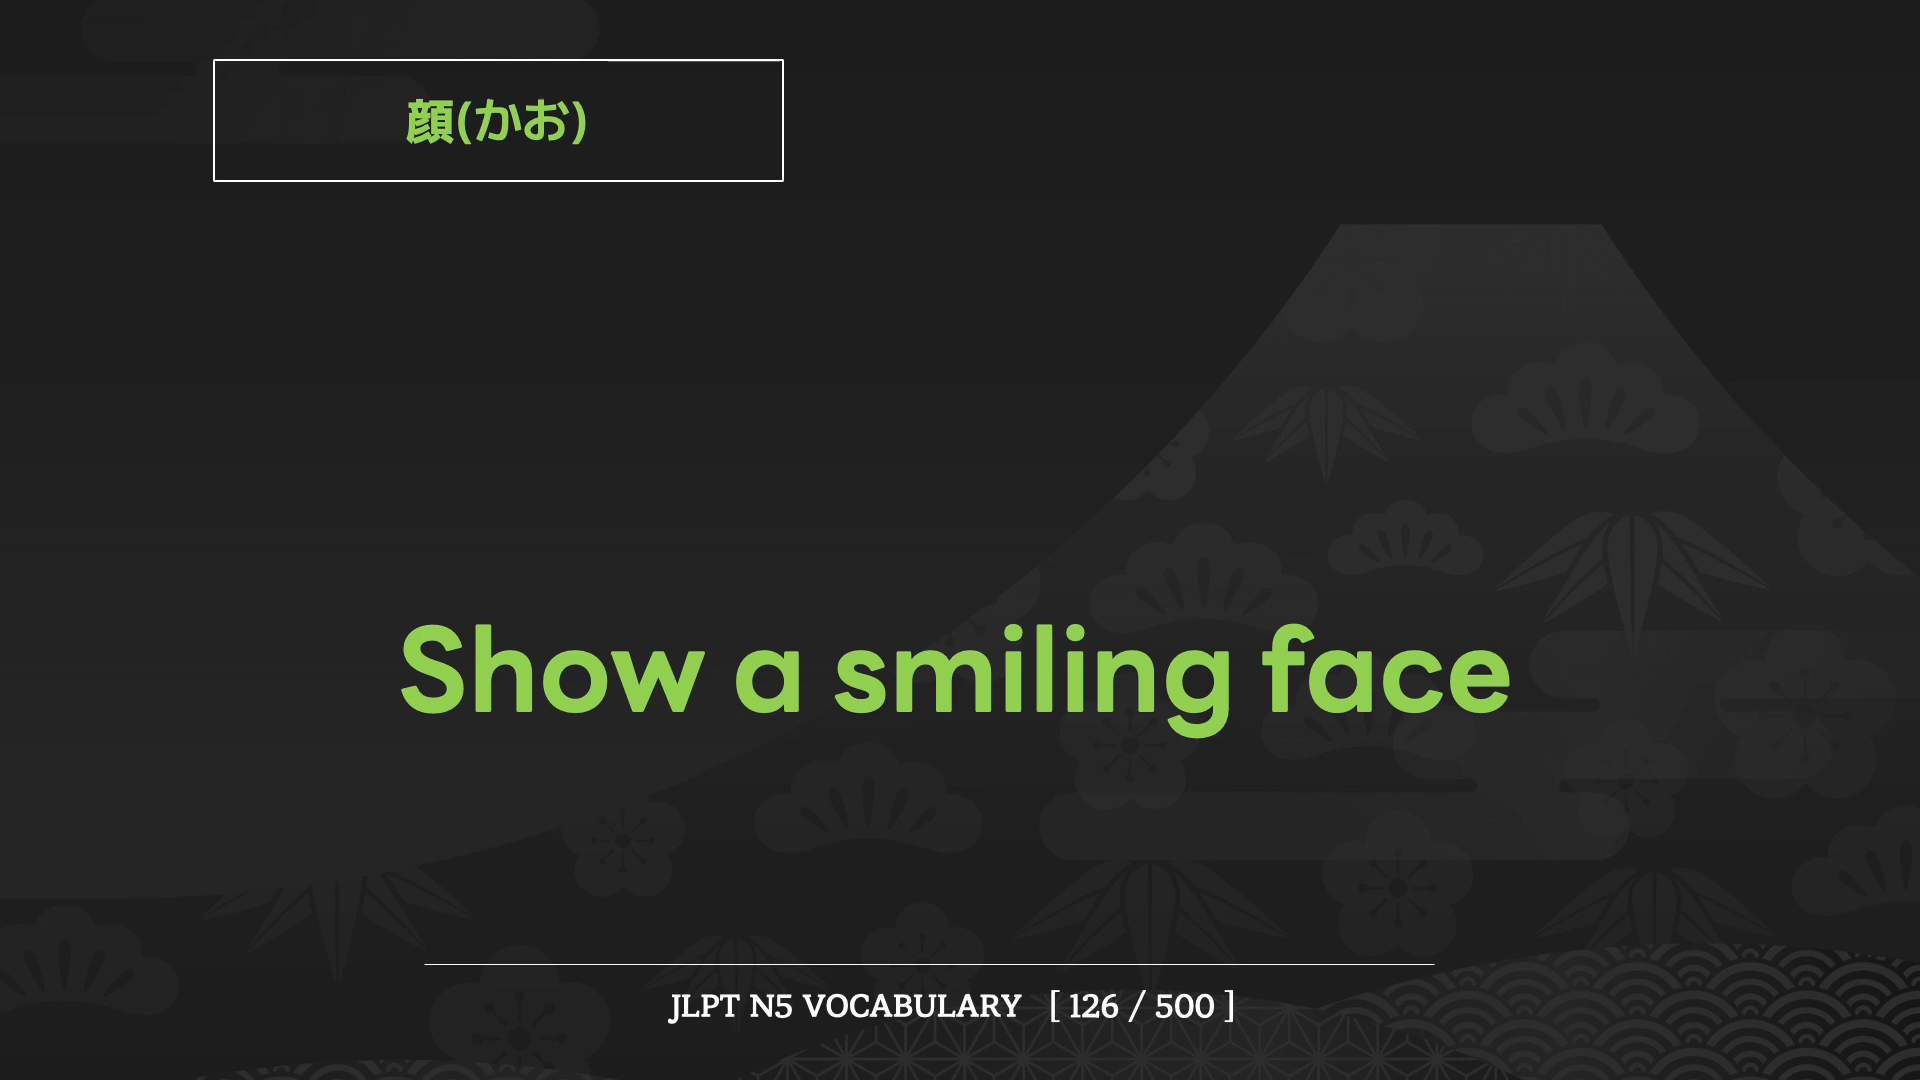 顔(かお)
Show a smiling face
JLPT N5 VOCABULARY [ 126 / 500 ]